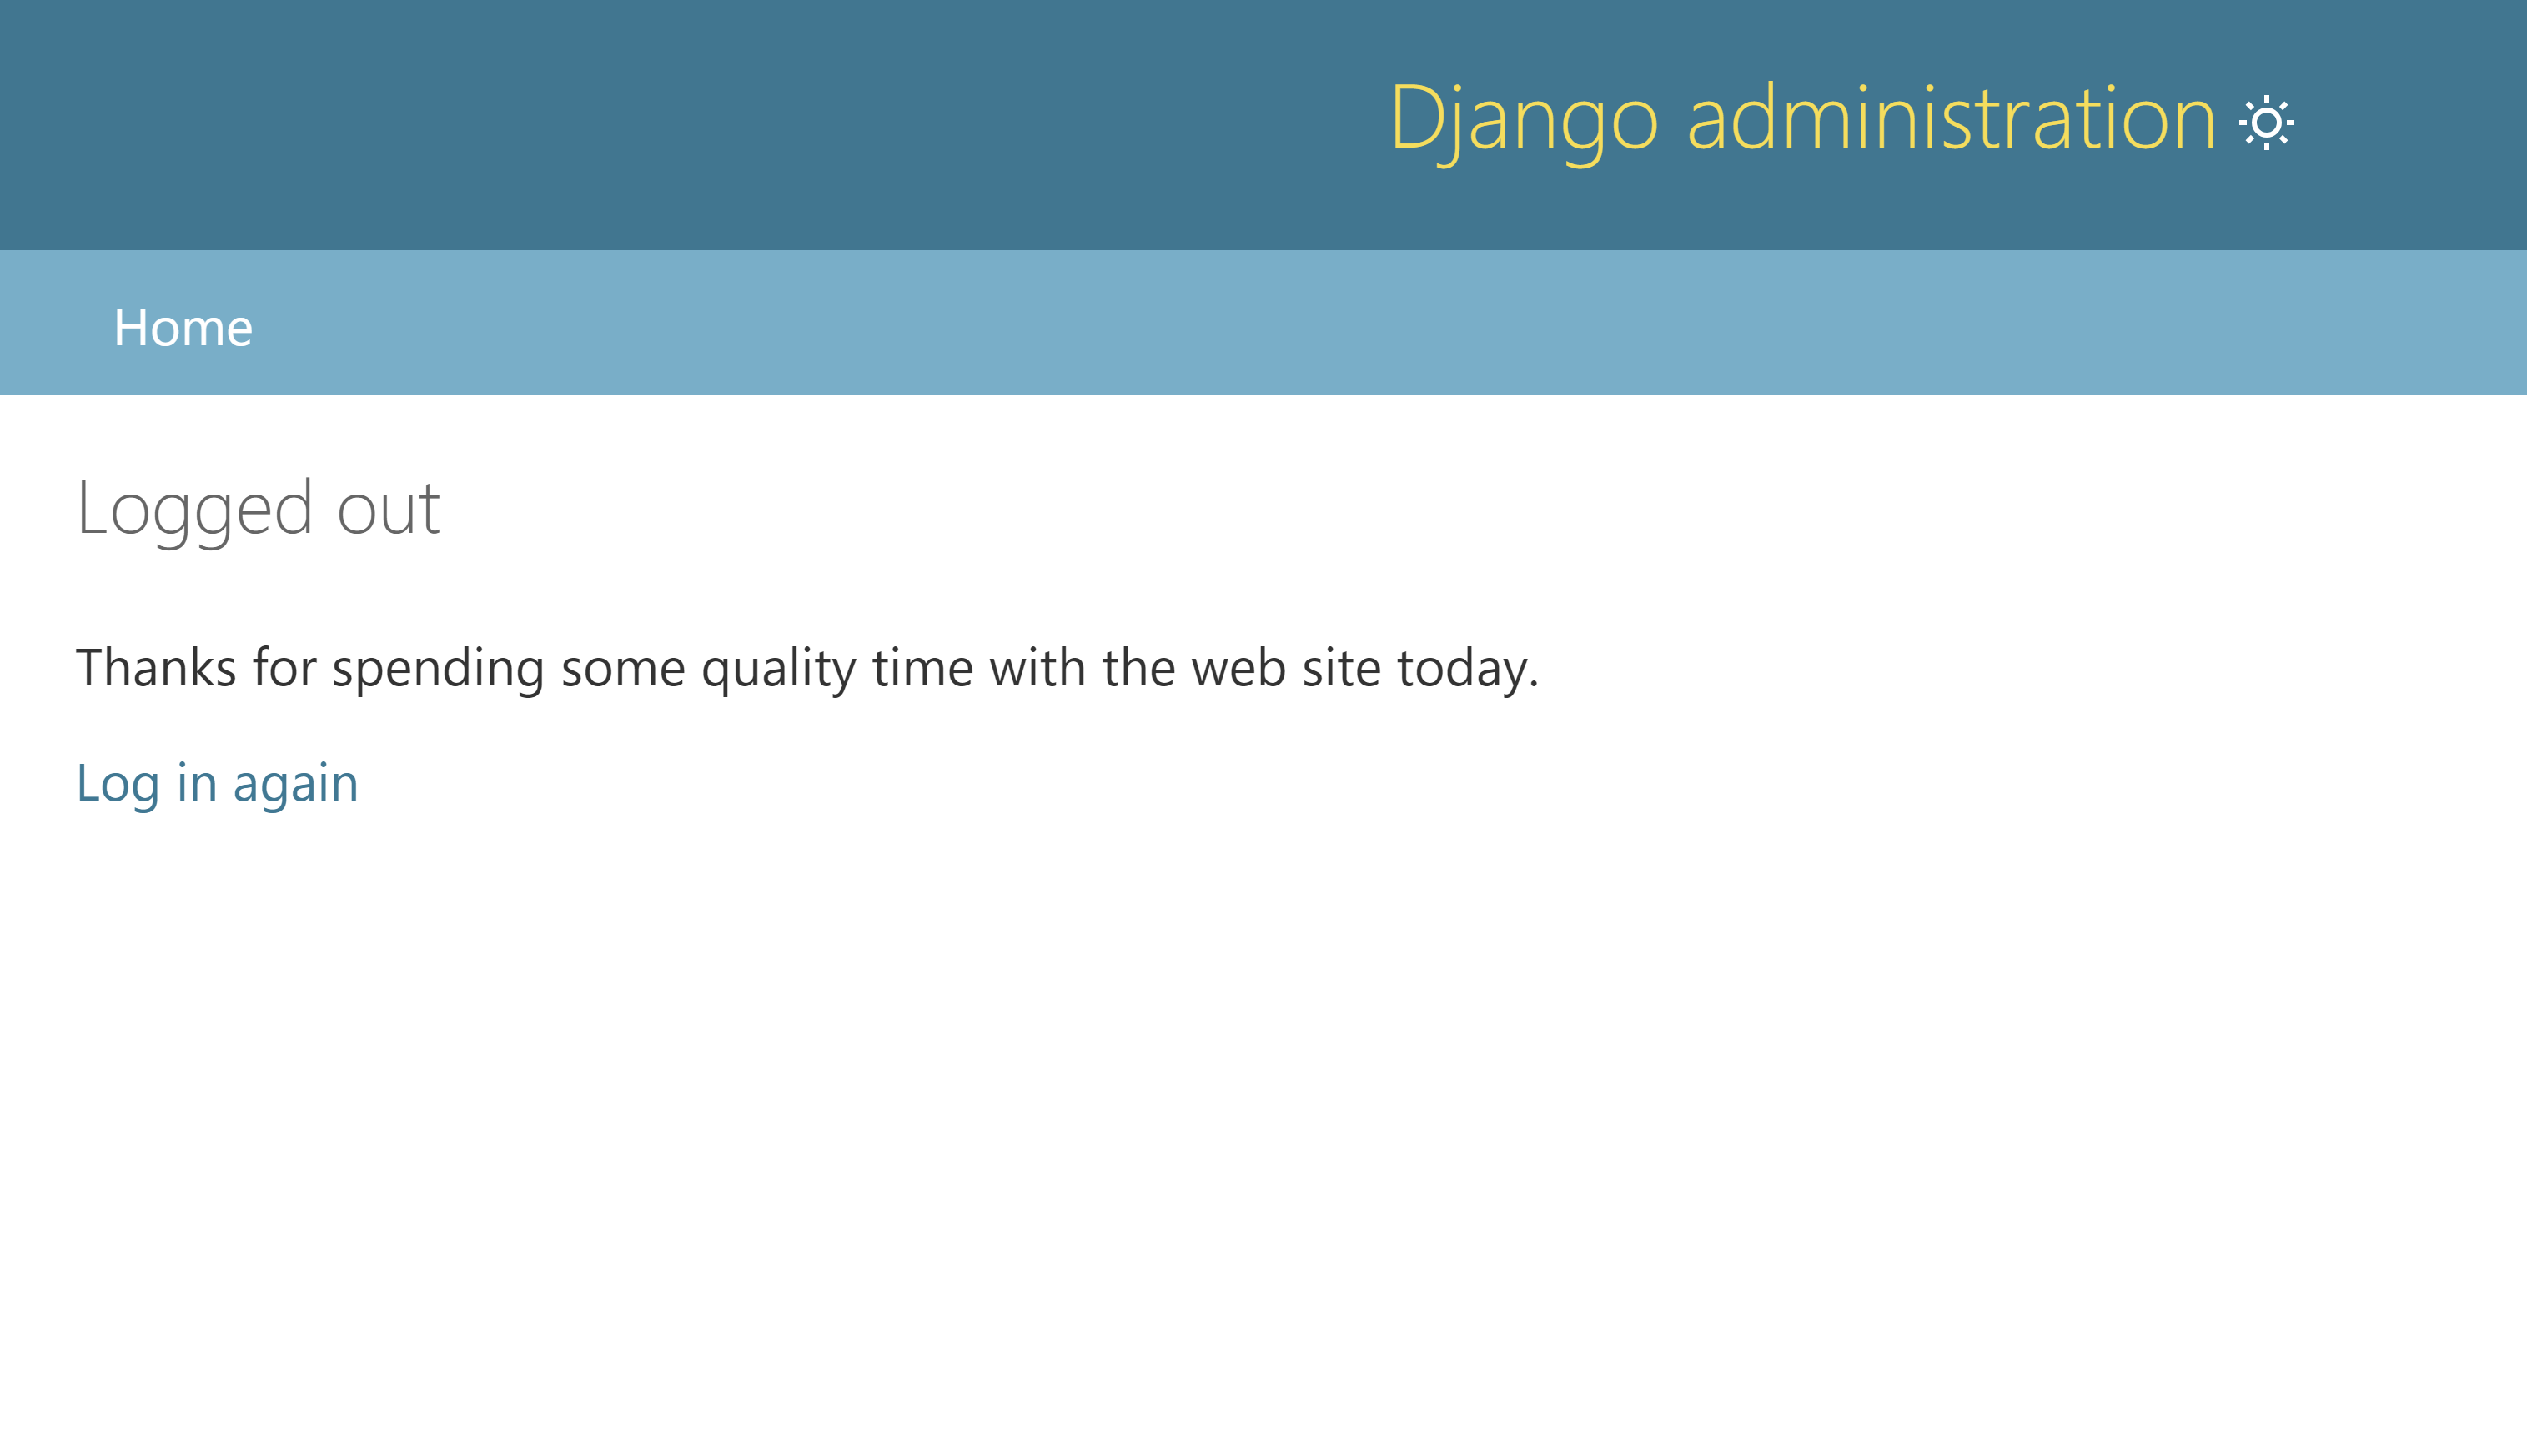 Django administration
Home
Logged out
Thanks for spending some quality time with the web site today.
Log in again